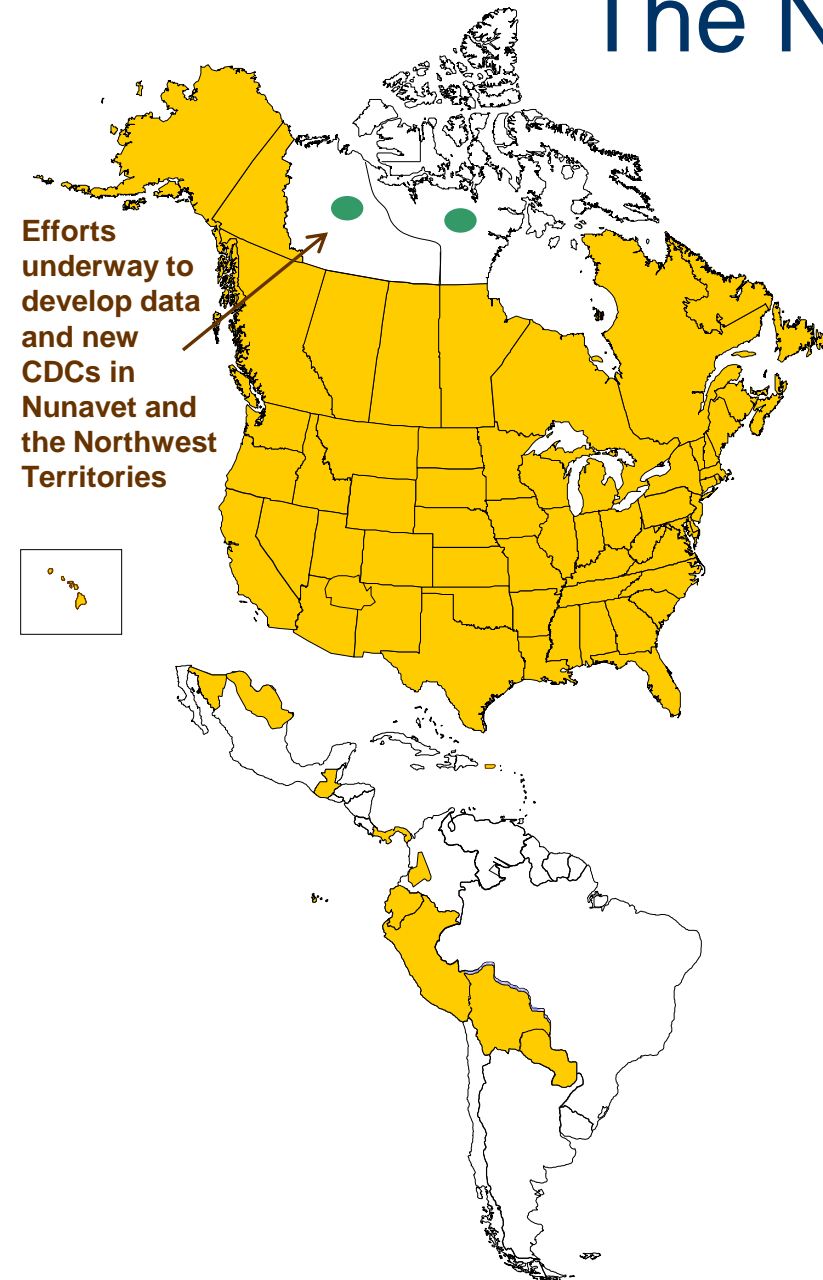 The N
Efforts
underway to
develop data
and new
CDCs in
Nunavet and
the Northwest
Territories